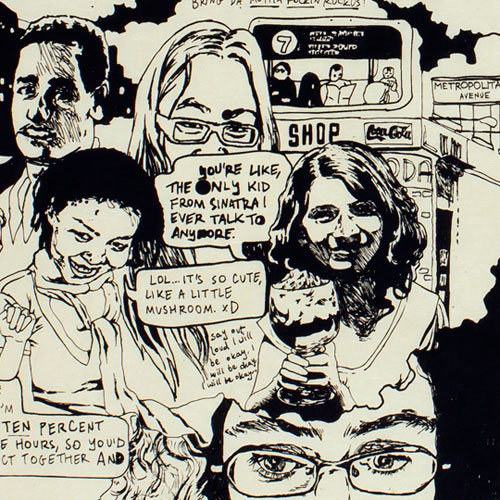 BRING DA MOTHA FUCKIN RUCKUS!
7
METROPOLITA
AVENUE
SHOP
Coca-Cola
ODA
YOU'RE LIKE,
THE ONLY KID
FROM SINATRA I
EVER TALK TO
ANYMORE.
LOL...IT'S SO CUTE,
LIKE A LITTLE
MUSHROOM. XD
say out
loud I will
be okay.
will be okay
will be okay
'M
TEN PERCENT
E HOURS, SO YOU'D
CT TOGETHER AND